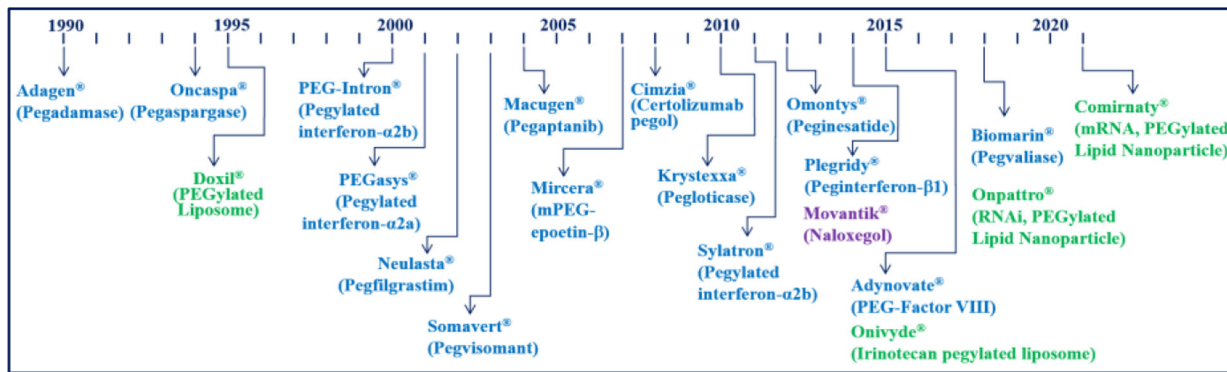 1990 1995 2000 2005 2010 2015 2020
Adagen®
(Pegadamase)
Oncaspa®
(Pegaspargase)
Doxil®
(PEGylated
Liposome)
PEG-Intron®
(Pegylated
interferon-α2b)
PEGasys®
(Pegylated
interferon-α2a)
Neulasta®
(Pegfilgrastim)
Somavert®
(Pegvisomant)
Macugen®
(Pegaptanib)
Mircera®
(mPEG-
epoetin-β)
Cimzia®
(Certolizumab
pegol)
Krystexxa®
(Pegloticase)
Sylatron®
(Pegylated
interferon-α2b)
Omontys®
(Peginesatide)
Plegridy®
(Peginterferon-β1)
Movantik®
(Naloxegol)
Adynovate®
(PEG-Factor VIII)
Onivyde®
(Irinotecan pegylated liposome)
Biomarin®
(Pegvaliase)
Onpattro®
(RNAi, PEGylated
Lipid Nanoparticle)
Comirnaty®
(mRNA, PEGylated
Lipid Nanoparticle)